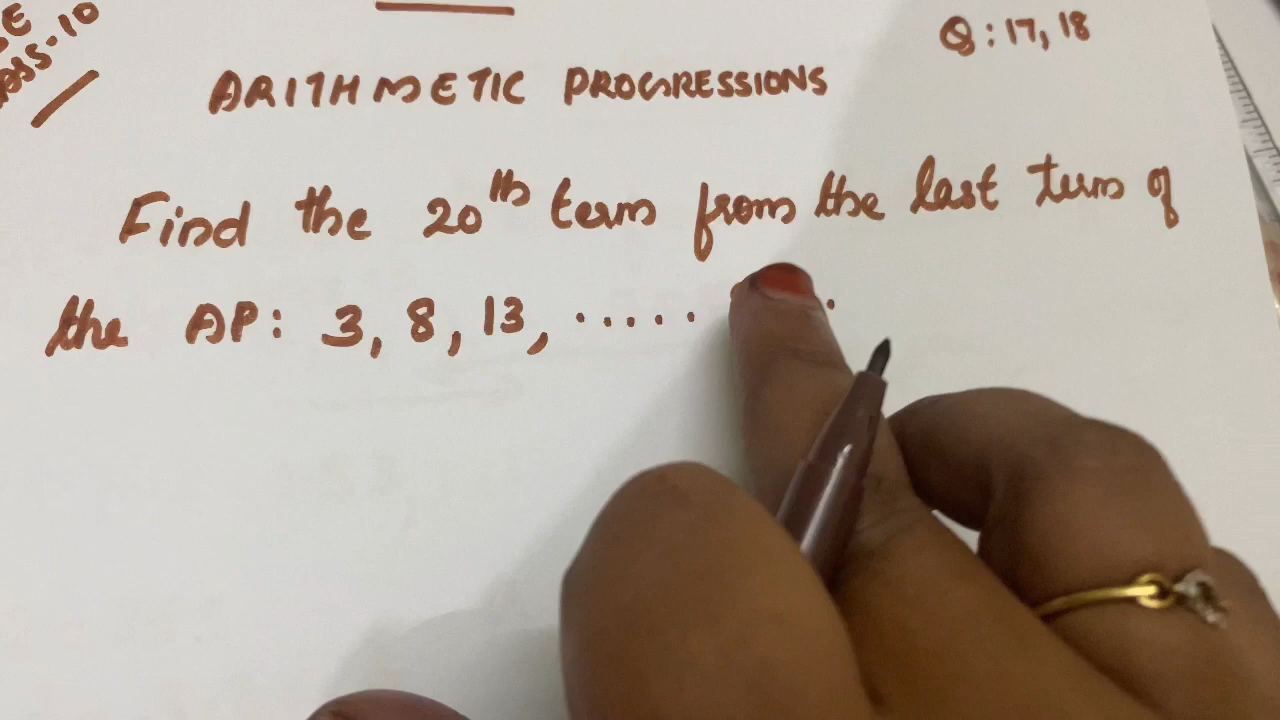 Q: 17, 18
ARITHMETIC PROGRESSIONS
Find the 20th term from the last term of
the AP: 3, 8, 13, ..... .